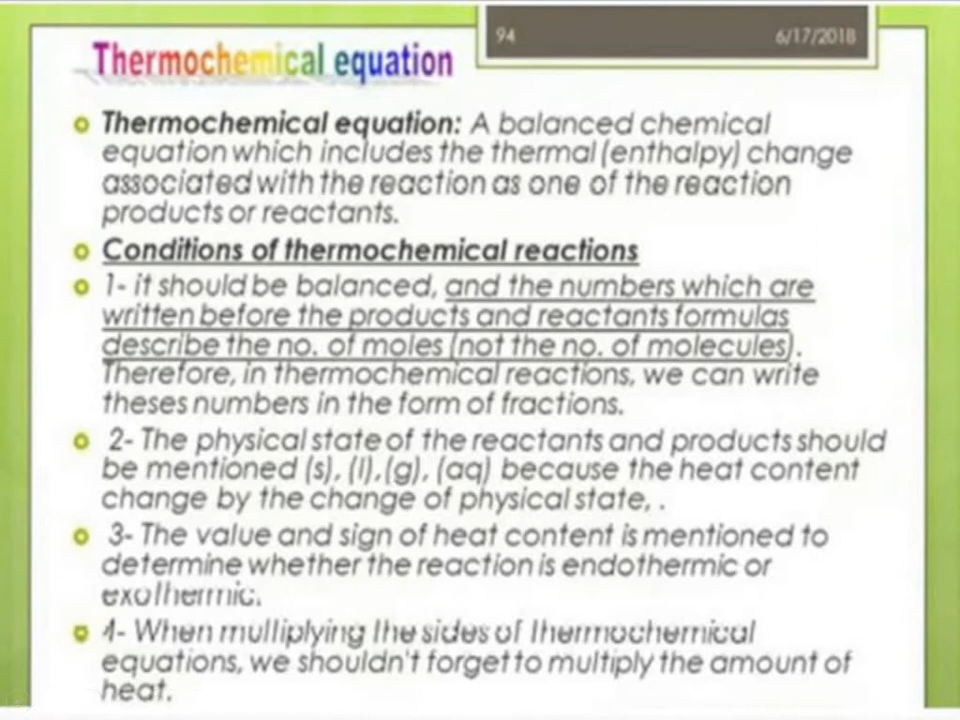 94 6/17/2018
Thermochemical equation
Thermochemical equation: A balanced chemical
equation which includes the thermal (enthalpy) change
associated with the reaction as one of the reaction
products or reactants.
Conditions of thermochemical reactions
1- it should be balanced, and the numbers which are
written before the products and reactants formulas
describe the no. of moles (not the no. of molecules).
Therefore, in thermochemical reactions, we can write
theses numbers in the form of fractions.
2- The physical state of the reactants and products should
be mentioned (s), (l), (g), (aq) because the heat content
change by the change of physical state, .
3- The value and sign of heat content is mentioned to
determine whether the reaction is endothermic or
exothermic.
4- When multiplying the sides of thermochemical
equations, we shouldn't forget to multiply the amount of
heat.